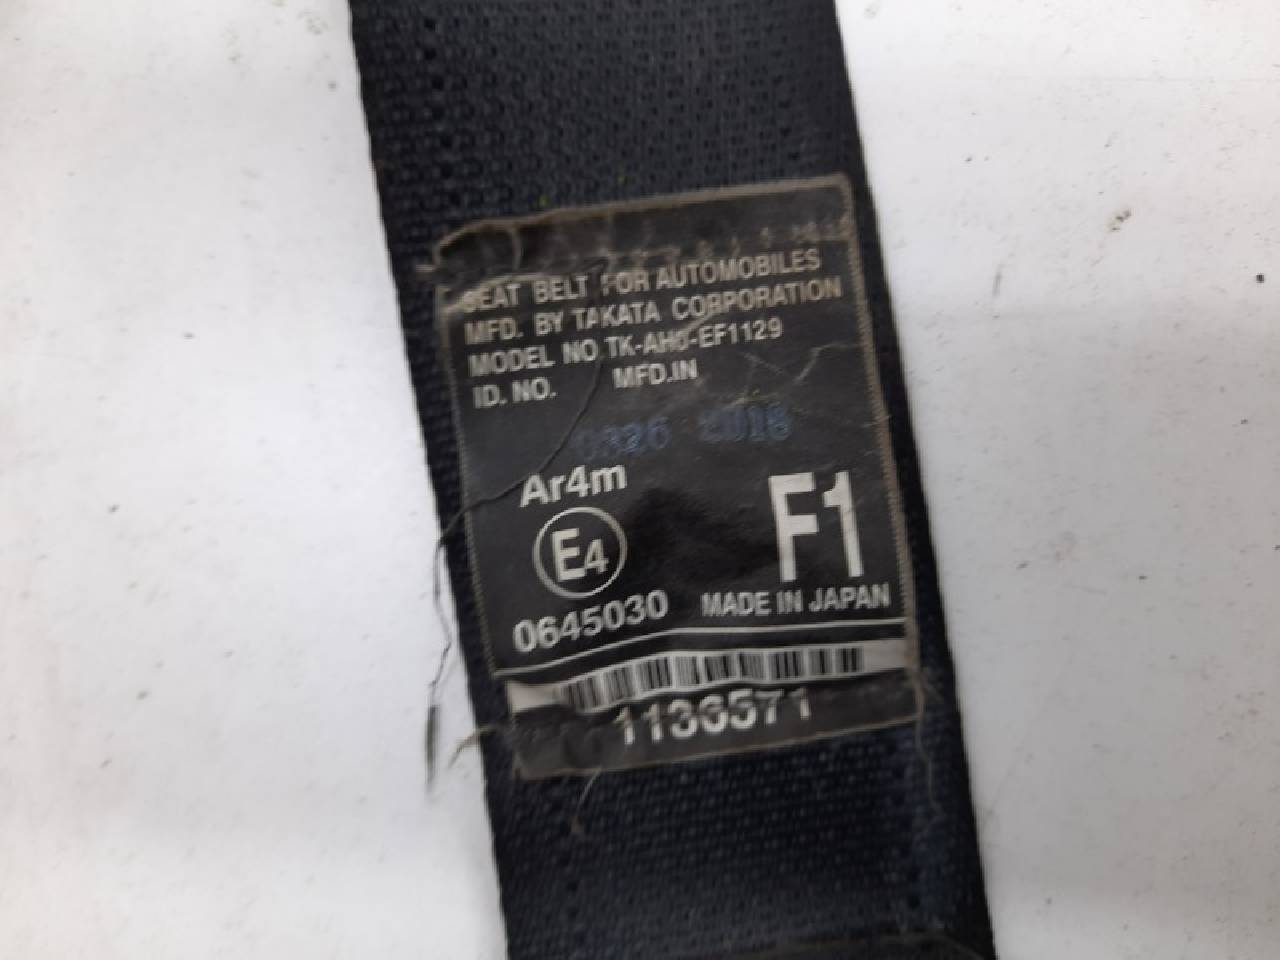 SEAT BELT FOR AUTOMOBILES
MFD. BY TAKATA CORPORATION
MODEL NO TK-AH0-EF1129
ID. NO. MFD.IN
2018
Ar4m
E4
F1
0645030 MADE IN JAPAN
1136571